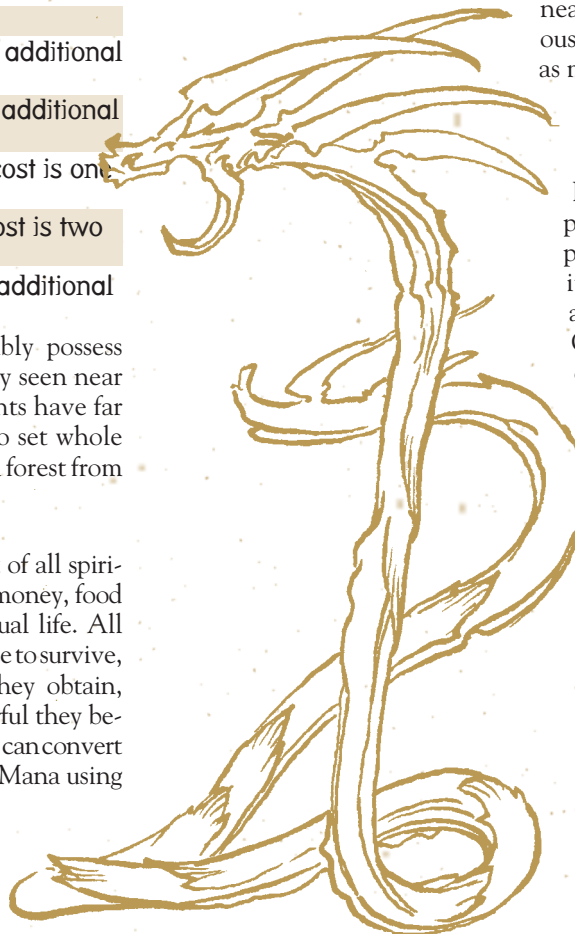 additional
additional
cost is one
ost is two
additional
bly possess
y seen near
nts have far
o set whole
forest from
of all spiri-
money, food
ual life. All
e to survive,
hey obtain,
ful they be-
can convert
Mana using
nea
ous
as
p
p
i
a